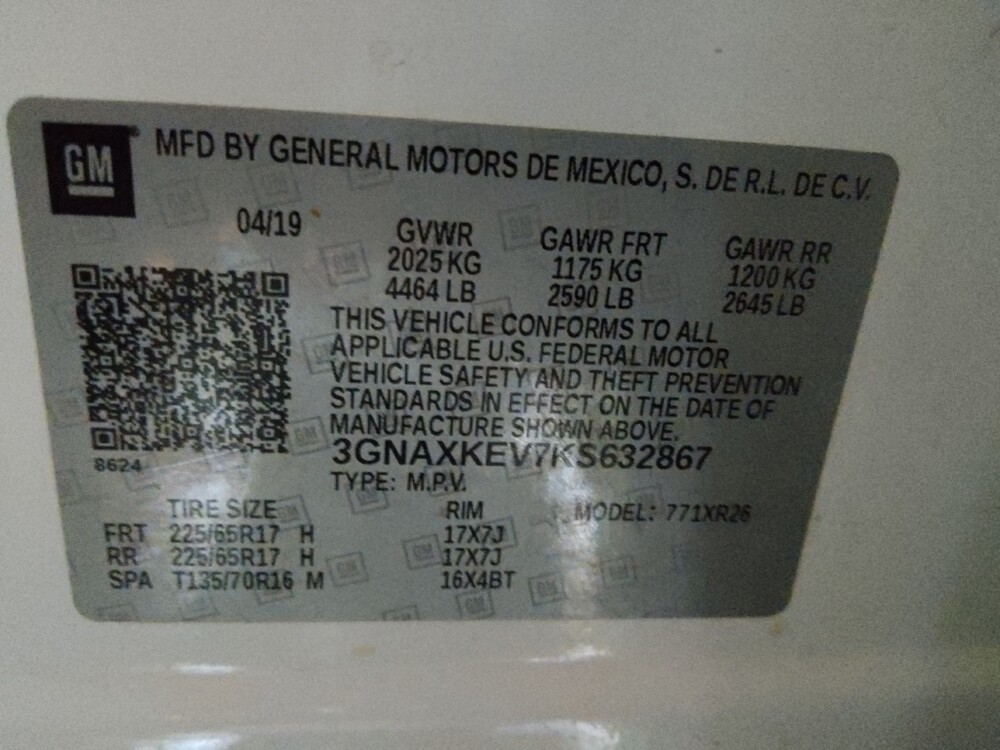 GM MFD BY GENERAL MOTORS DE MEXICO, S. DE R.L. DE C.V.
04/19 GVWR GAWR FRT GAWR RR
2025 KG 1175 KG 1200 KG
4464 LB 2590 LB 2645 LB
THIS VEHICLE CONFORMS TO ALL
APPLICABLE U.S. FEDERAL MOTOR
VEHICLE SAFETY AND THEFT PREVENTION
STANDARDS IN EFFECT ON THE DATE OF
MANUFACTURE SHOWN ABOVE.
3GNAXKEV7KS632867
8624
TYPE: M.P.V.
TIRE SIZE RIM MODEL: 771XR26
FRT 225/65R17 H 17X7J
RR 225/65R17 H 17X7J
SPA T135/70R16 M 16X4BT